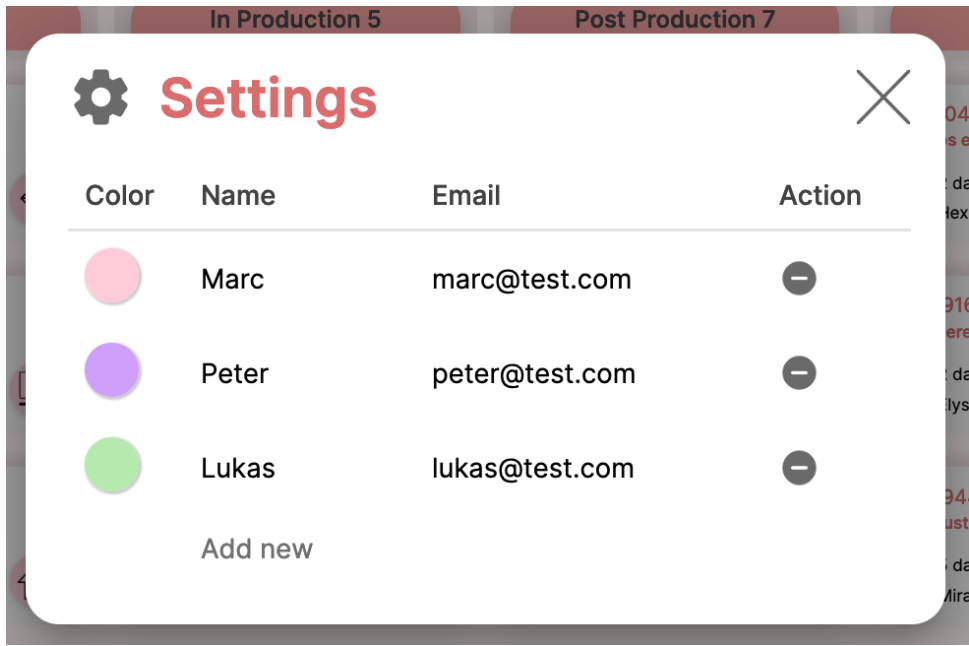 In Production 5 Post Production 7
Settings
Color Name Email Action
Marc marc@test.com
Peter peter@test.com
Lukas lukas@test.com
Add new